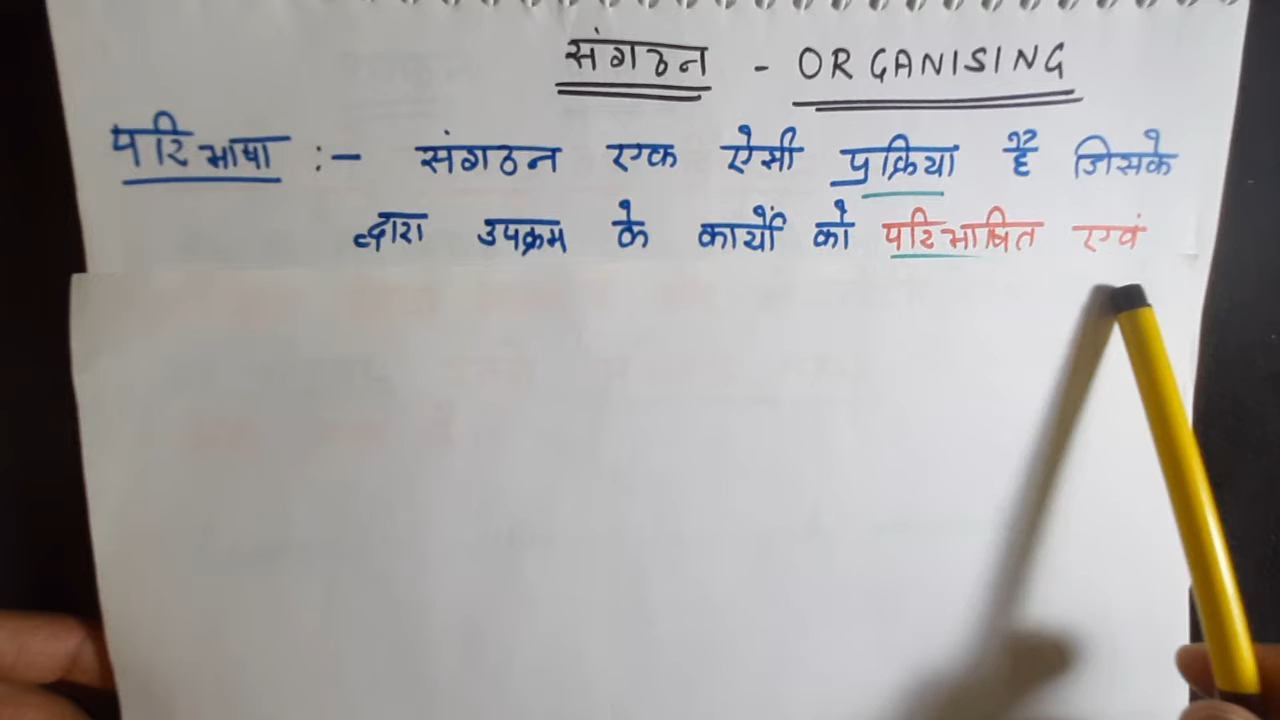 संगठन - ORGANISING
परिभाषा :- संगठन एक ऐसी प्रक्रिया है जिसके
द्वारा उपक्रम के कार्यों को परिभाषित एवं